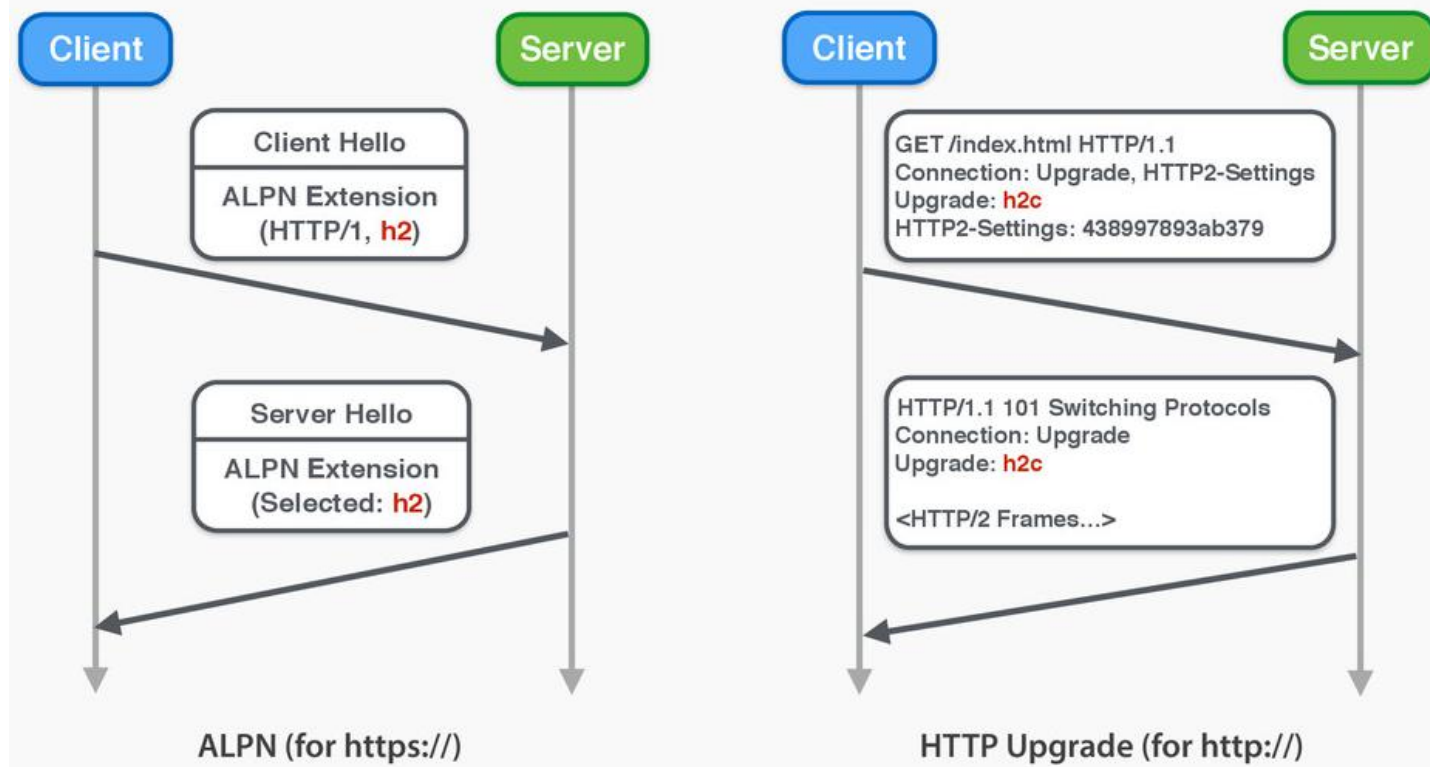 Client
Server
Client Hello
ALPN Extension
(HTTP/1, h2)
Server Hello
ALPN Extension
(Selected: h2)
ALPN (for https://)
Client
Server
GET /index.html HTTP/1.1
Connection: Upgrade, HTTP2-Settings
Upgrade: h2c
HTTP2-Settings: 438997893ab379
HTTP/1.1 101 Switching Protocols
Connection: Upgrade
Upgrade: h2c
<HTTP/2 Frames...>
HTTP Upgrade (for http://)